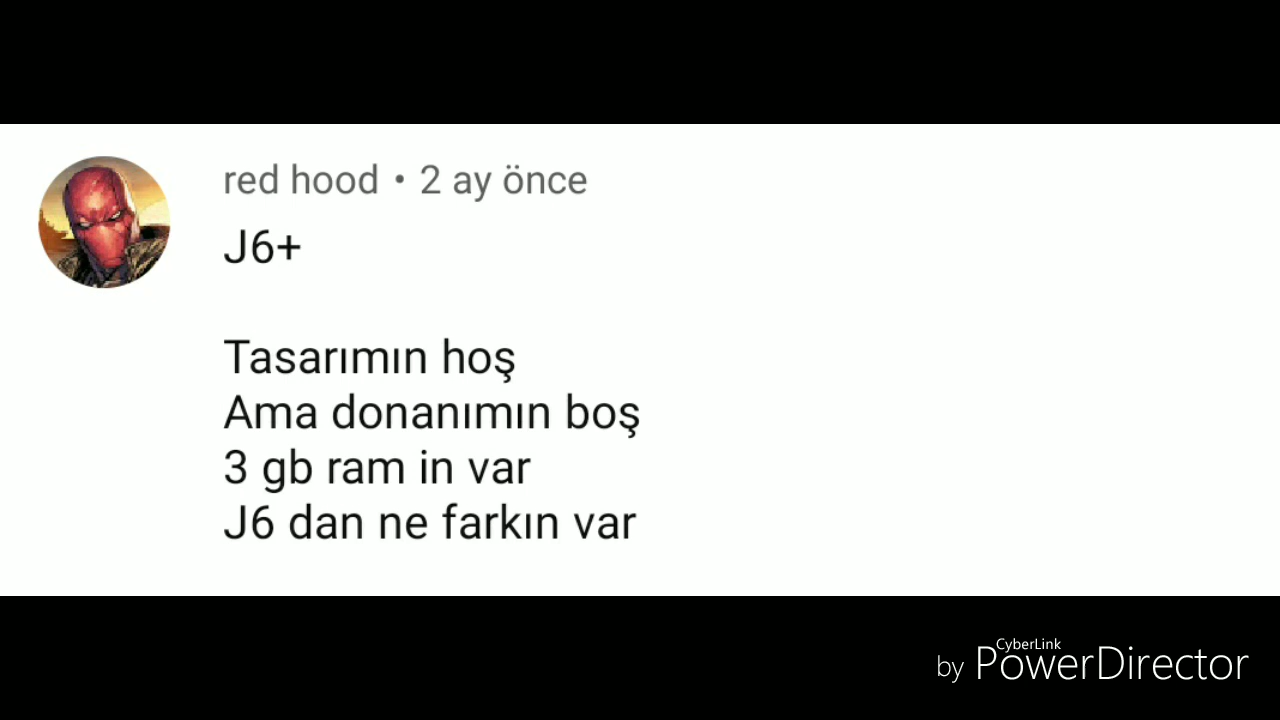 red hood • 2 ay önce
J6+
Tasarımın hoş
Ama donanımın boş
3 gb ram in var
J6 dan ne farkın var
CyberLink
by PowerDirector